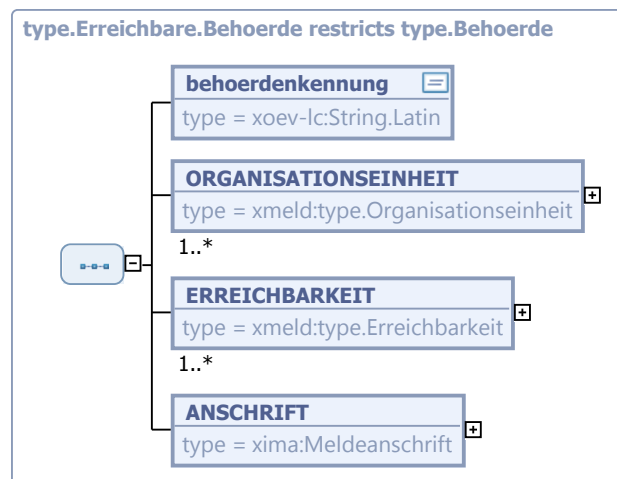 type.Erreichbare.Behoerde restricts type.Behoerde
behoerdenkennung
type = xoev-lc:String.Latin
ORGANISATIONSEINHEIT
type = xmeld:type.Organisationseinheit
1..*
ERREICHBARKEIT
type = xmeld:type.Erreichbarkeit
1..*
ANSCHRIFT
type = xima:Meldeanschrift